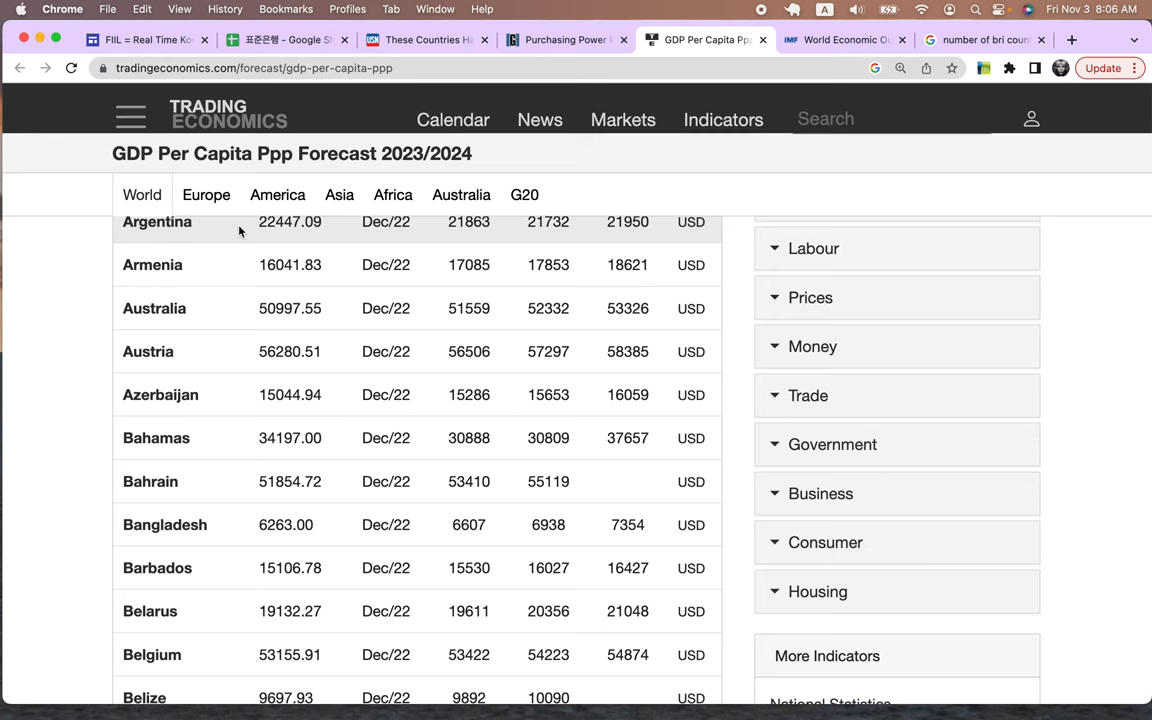 Chrome File Edit View History Bookmarks Profiles Tab Window Help A Fri Nov 3 8:06 AM
FIIL = Real Time Ko 표준은행 - Google Sh These Countries Ha Purchasing Power P GDP Per Capita Ppp IMF World Economic Ou number of bri coun
tradingeconomics.com/forecast/gdp-per-capita-ppp Update
TRADING
ECONOMICS
Calendar News Markets Indicators Search
GDP Per Capita Ppp Forecast 2023/2024
World Europe America Asia Africa Australia G20
Argentina 22447.09 Dec/22 21863 21732 21950 USD
Armenia 16041.83 Dec/22 17085 17853 18621 USD
Australia 50997.55 Dec/22 51559 52332 53326 USD
Austria 56280.51 Dec/22 56506 57297 58385 USD
Azerbaijan 15044.94 Dec/22 15286 15653 16059 USD
Bahamas 34197.00 Dec/22 30888 30809 37657 USD
Bahrain 51854.72 Dec/22 53410 55119 USD
Bangladesh 6263.00 Dec/22 6607 6938 7354 USD
Barbados 15106.78 Dec/22 15530 16027 16427 USD
Belarus 19132.27 Dec/22 19611 20356 21048 USD
Belgium 53155.91 Dec/22 53422 54223 54874 USD
Belize 9697.93 Dec/22 9892 10090 USD
Labour
Prices
Money
Trade
Government
Business
Consumer
Housing
More Indicators
National Statistics